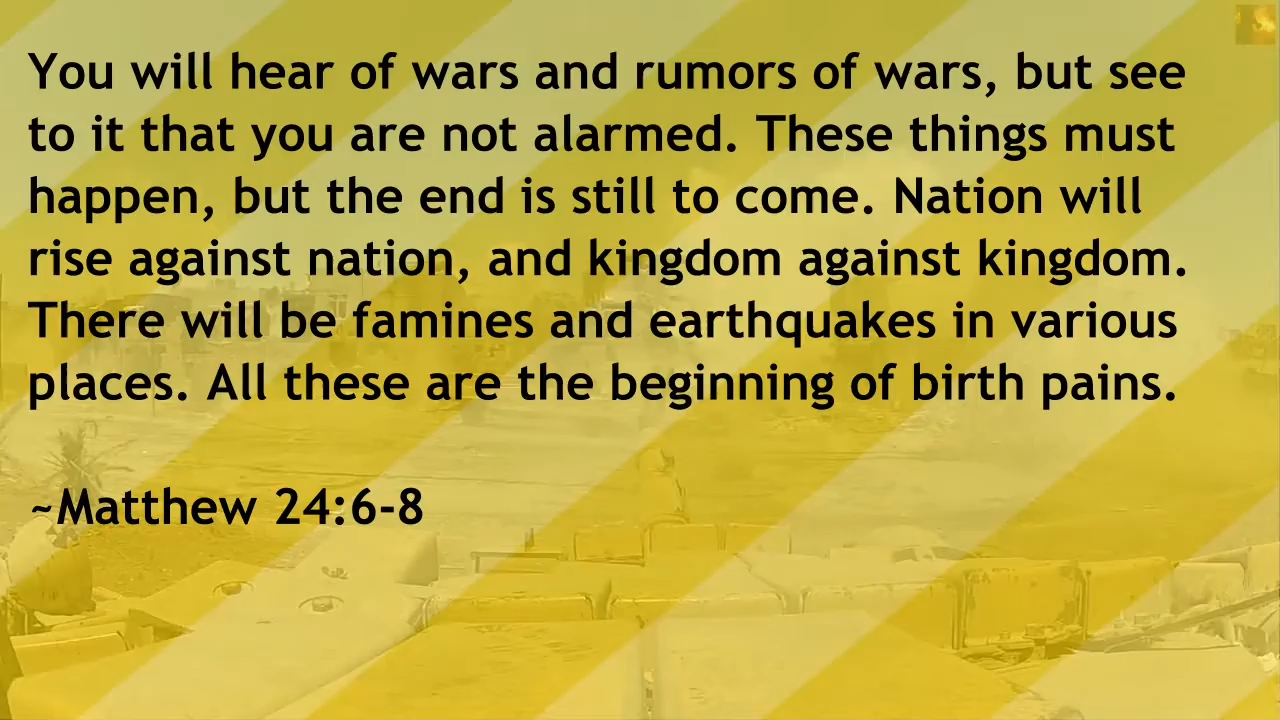 You will hear of wars and rumors of wars, but see
to it that you are not alarmed. These things must
happen, but the end is still to come. Nation will
rise against nation, and kingdom against kingdom.
There will be famines and earthquakes in various
places. All these are the beginning of birth pains.
~Matthew 24:6-8